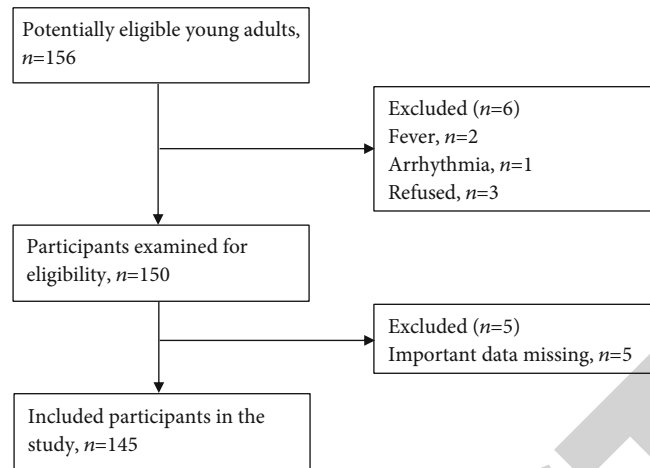 Potentially eligible young adults,
n=156
Excluded (n=6)
Fever, n=2
Arrhythmia, n=1
Refused, n=3
Participants examined for
eligibility, n=150
Excluded (n=5)
Important data missing, n=5
Included participants in the
study, n=145